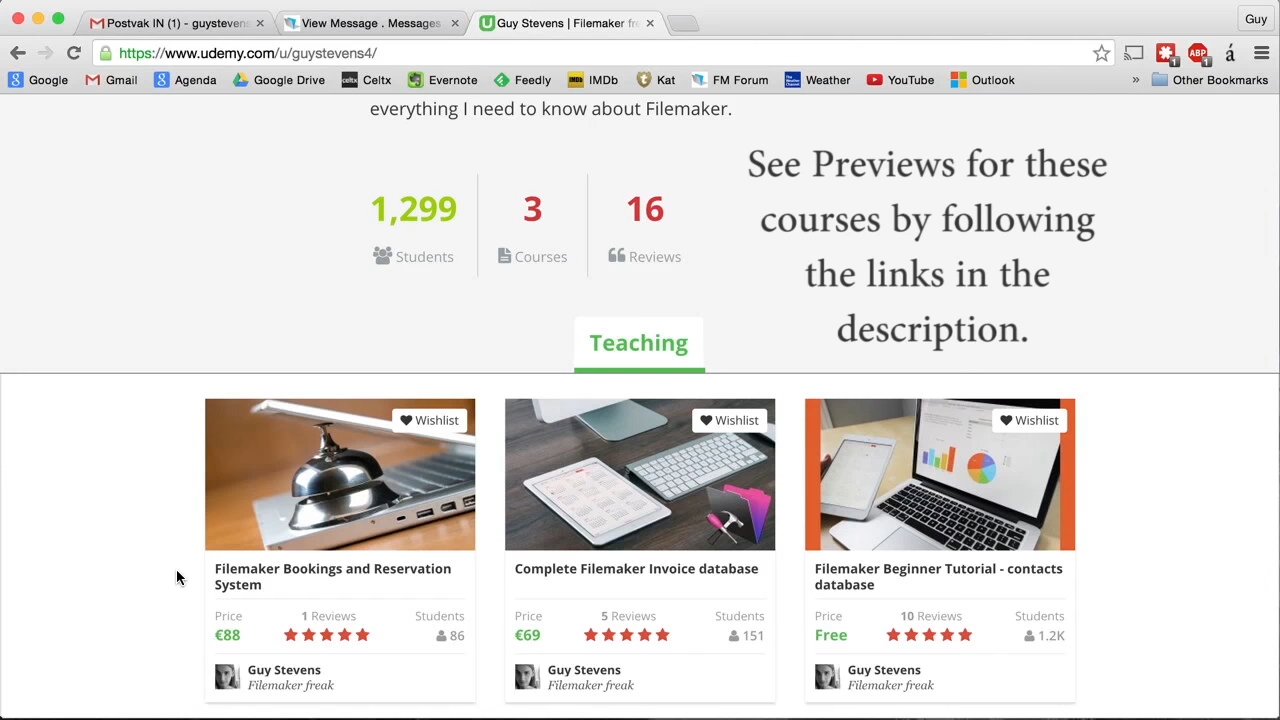 Postvak IN (1) - guysteven
View Message . Messages
Guy Stevens | Filemaker fr
Guy
https://www.udemy.com/u/guystevens4/
ABP
1
1
á
Google
Gmail
Agenda
Google Drive
celtx
Celtx
Evernote
Feedly
IMDb
IMDb
Kat
FM Forum
Weather
YouTube
Outlook
»
Other Bookmarks
everything I need to know about Filemaker.
See Previews for these
courses by following
the links in the
description.
1,299
3
16
Students
Courses
Reviews
Teaching
Wishlist
Wishlist
Wishlist
Filemaker Bookings and Reservation
System
Price
1 Reviews
Students
€88
86
Guy Stevens
Filemaker freak
Complete Filemaker Invoice database
Price
5 Reviews
Students
€69
151
Guy Stevens
Filemaker freak
Filemaker Beginner Tutorial - contacts
database
Price
10 Reviews
Students
Free
1.2K
Guy Stevens
Filemaker freak